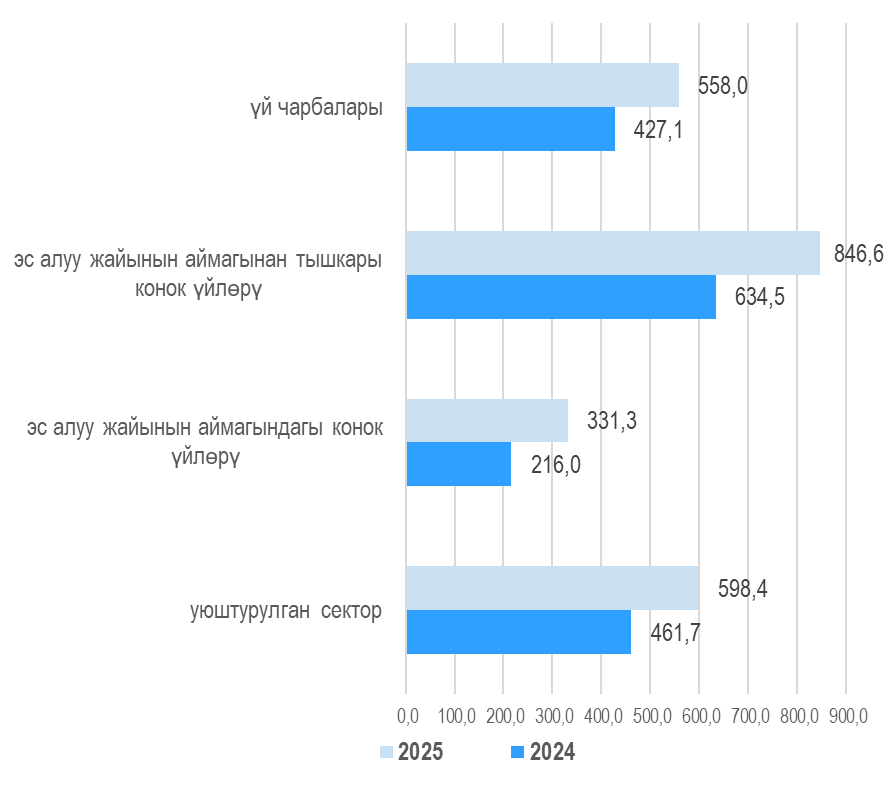 558,0
үй чарбалары
427,1
эс алуу жайынын аймагынан тышкары
конок үйлөрү
846,6
634,5
эс алуу жайынын аймагындагы конок
үйлөрү
331,3
216,0
598,4
уюштурулган сектор
461,7
0,0 100,0 200,0 300,0 400,0 500,0 600,0 700,0 800,0 900,0
2025 2024